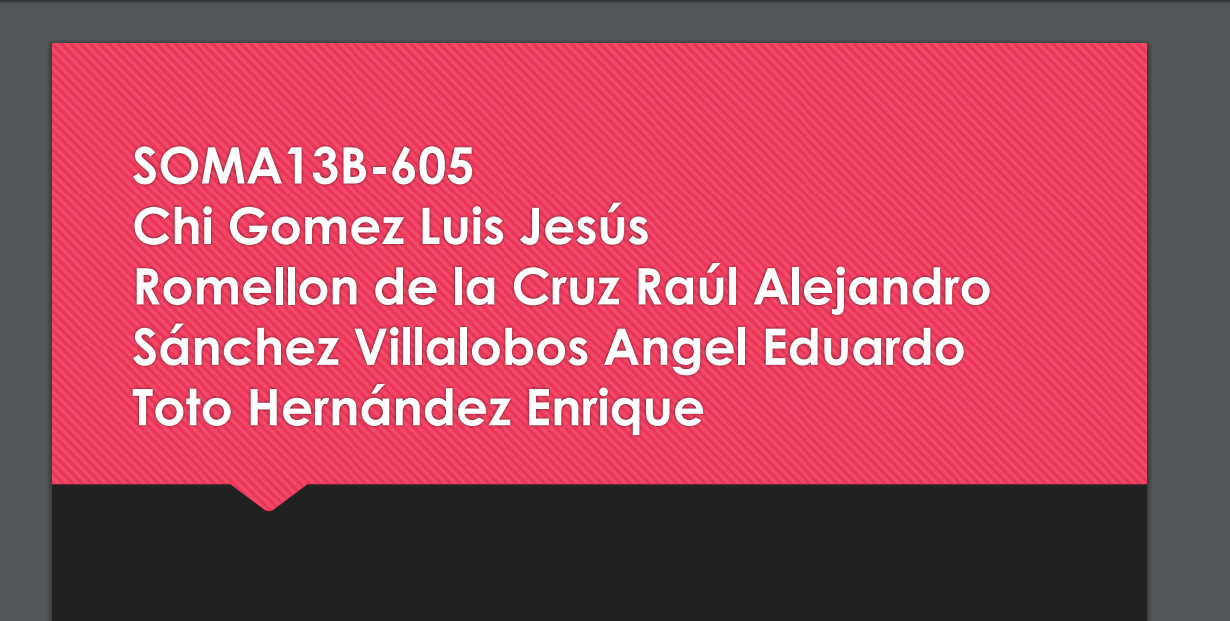 SOMA13B-605
Chi Gomez Luis Jesús
Romellon de la Cruz Raúl Alejandro
Sánchez Villalobos Angel Eduardo
Toto Hernández Enrique